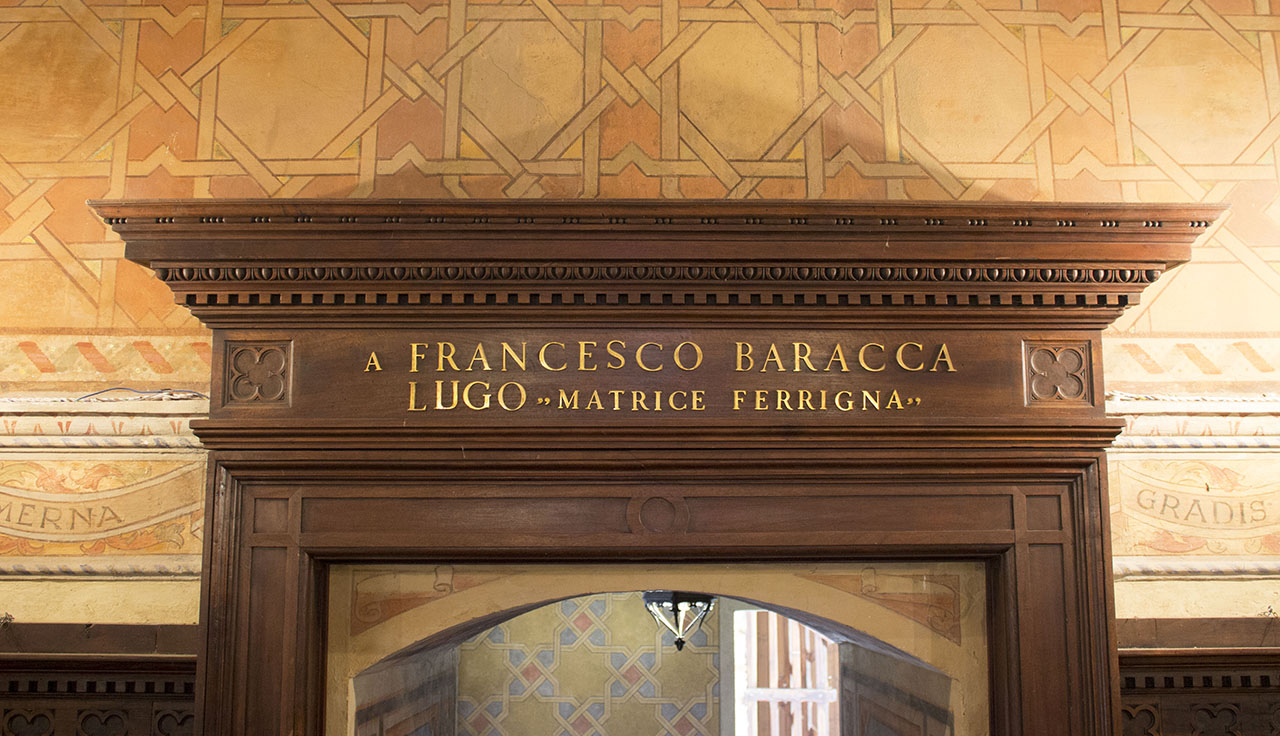 A FRANCESCO BARACCA
LUGO „MATRICE FERRIGNA„
MERNA
GRADIS